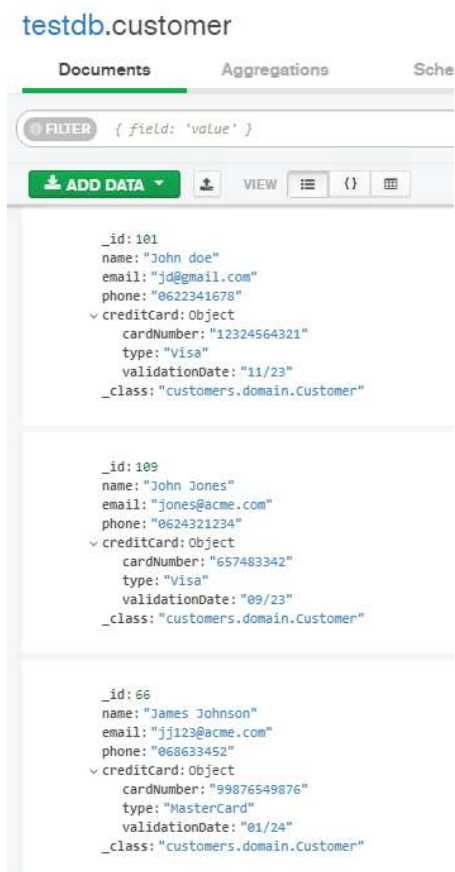 testdb.customer
Documents Aggregations Sche
FILTER { field: 'value' }
ADD DATA VIEW {}
_id: 101
name: "John doe"
email: "jd@gmail.com"
phone: "0622341678"
creditCard: Object
cardNumber: "12324564321"
type: "Visa"
validationDate: "11/23"
_class: "customers.domain.Customer"
_id: 109
name: "John Jones"
email: "jones@acme.com"
phone: "0624321234"
creditCard: Object
cardNumber: "657483342"
type: "Visa"
validationDate: "09/23"
_class: "customers.domain.Customer"
_id: 66
name: "James Johnson"
email: "jj123@acme.com"
phone: "068633452"
creditCard: Object
cardNumber: "99876549876"
type: "MasterCard"
validationDate: "01/24"
_class: "customers.domain.Customer"